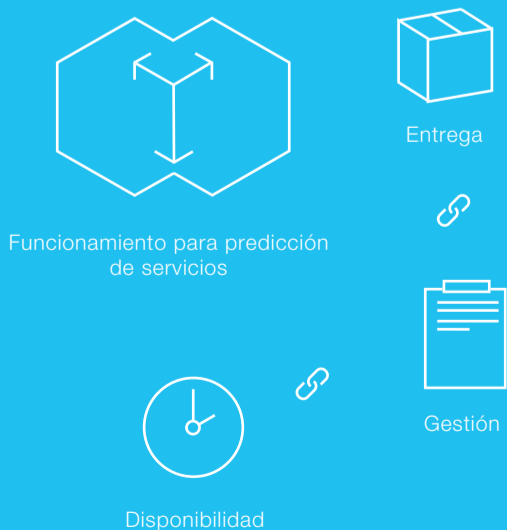 Entrega
Funcionamiento para predicción
de servicios
Gestión
Disponibilidad